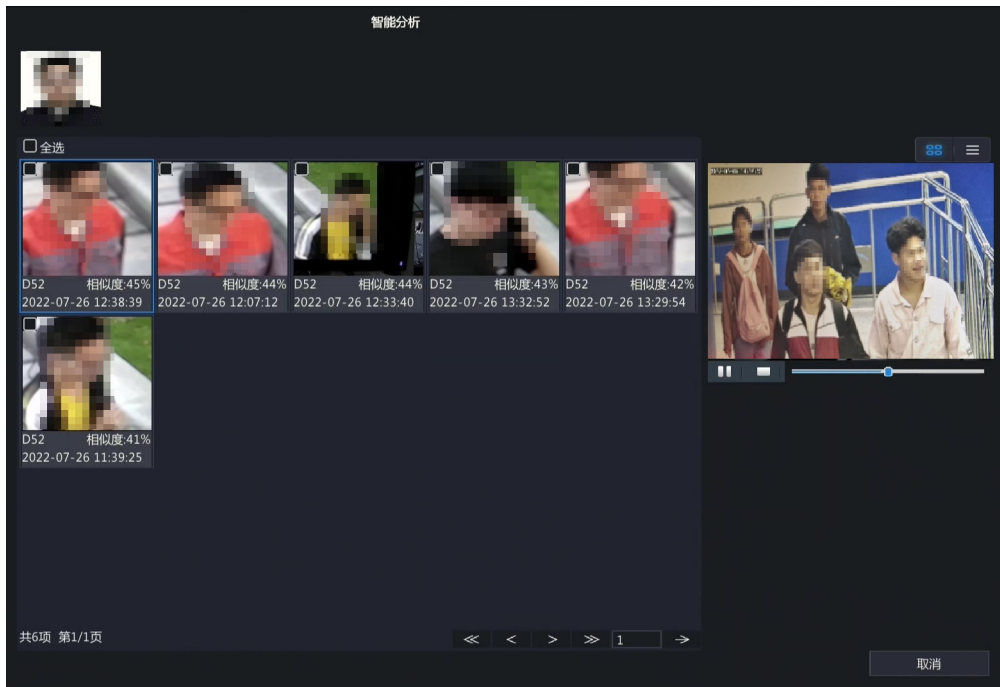 智能分析
全选
D52 相似度:45%
2022-07-26 12:38:39
D52 相似度:44%
2022-07-26 12:07:12
D52 相似度:44%
2022-07-26 12:33:40
D52 相似度:43%
2022-07-26 13:32:52
D52 相似度:42%
2022-07-26 13:29:54
D52 相似度:41%
2022-07-26 11:39:25
共6项 第1/1页
1
取消